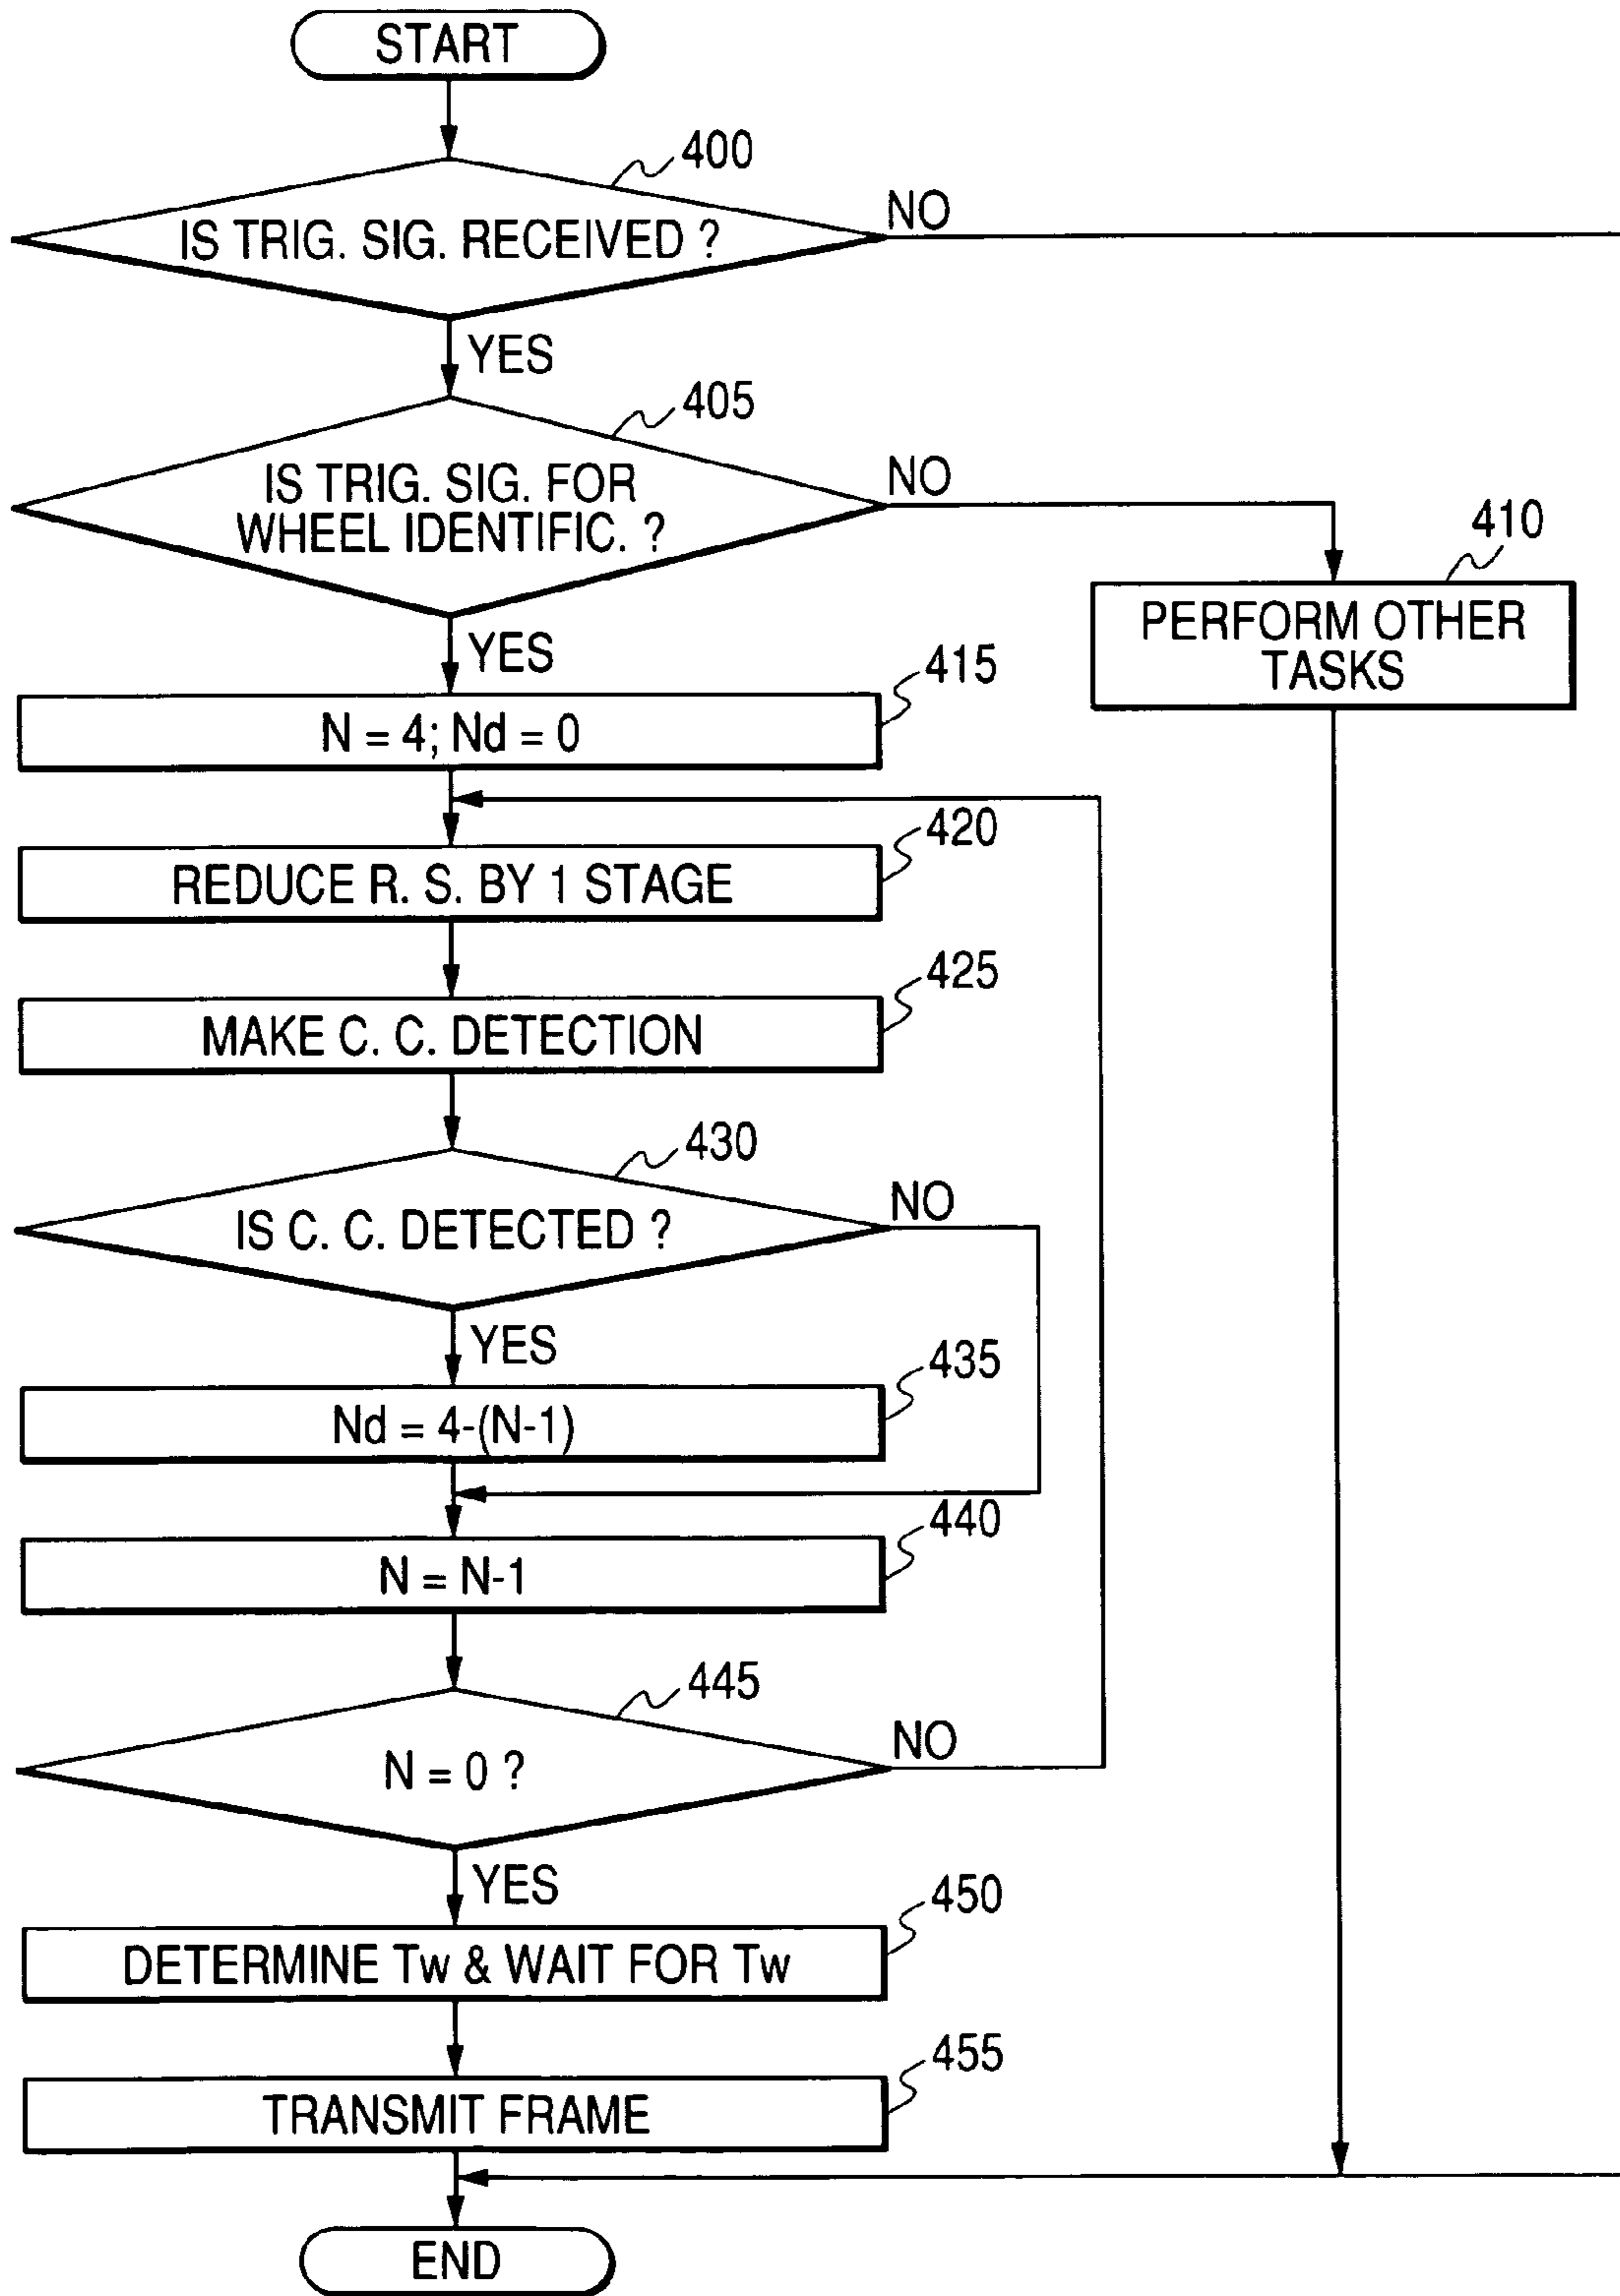 START
400
IS TRIG. SIG. RECEIVED ?
NO
YES
405
IS TRIG. SIG. FOR
WHEEL IDENTIFIC. ?
NO
410
PERFORM OTHER
TASKS
YES
415
N = 4; Nd = 0
420
REDUCE R. S. BY 1 STAGE
425
MAKE C. C. DETECTION
430
IS C. C. DETECTED ?
NO
YES
435
Nd = 4-(N-1)
440
N = N-1
445
N = 0 ?
NO
YES
450
DETERMINE Tw & WAIT FOR Tw
455
TRANSMIT FRAME
END